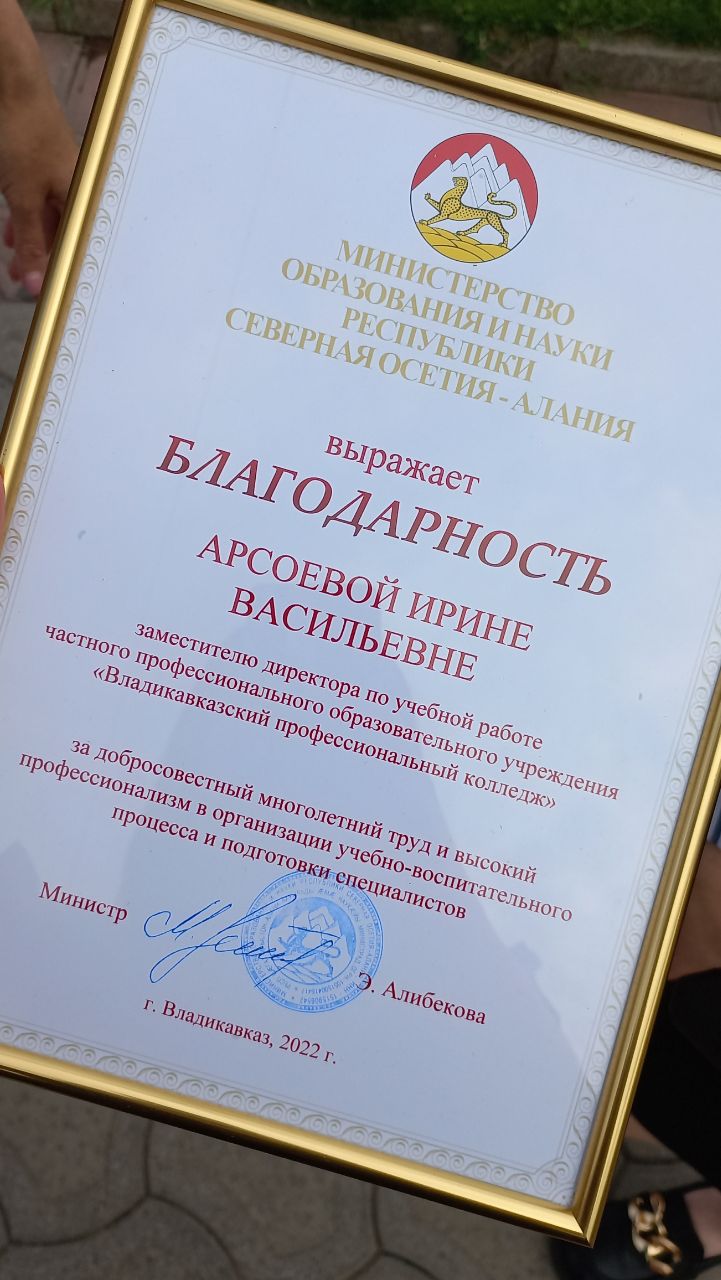 МИНИСТЕРСТВО
ОБРАЗОВАНИЯ И НАУКИ
РЕСПУБЛИКИ
СЕВЕРНАЯ ОСЕТИЯ - АЛАНИЯ
выражает
БЛАГОДАРНОСТЬ
АРСОЕВОЙ ИРИНЕ
ВАСИЛЬЕВНЕ
заместителю директора по учебной работе
частного профессионального образовательного учреждения
«Владикавказский профессиональный колледж»
за добросовестный многолетний труд и высокий
профессионализм в организации учебно-воспитательного
процесса и подготовки специалистов
Министр
Э. Алибекова
г. Владикавказ, 2022 г.